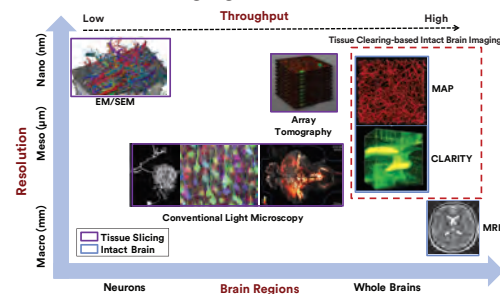 Low
Throughput
High
Tissue Clearing-based Intact Brain Imaging
Resolution
Nano (nm)
Meso (μm)
Macro (mm)
EM/SEM
Array
Tomography
MAP
CLARITY
Conventional Light Microscopy
MRI
Tissue Slicing
Intact Brain
Neurons
Brain Regions
Whole Brains